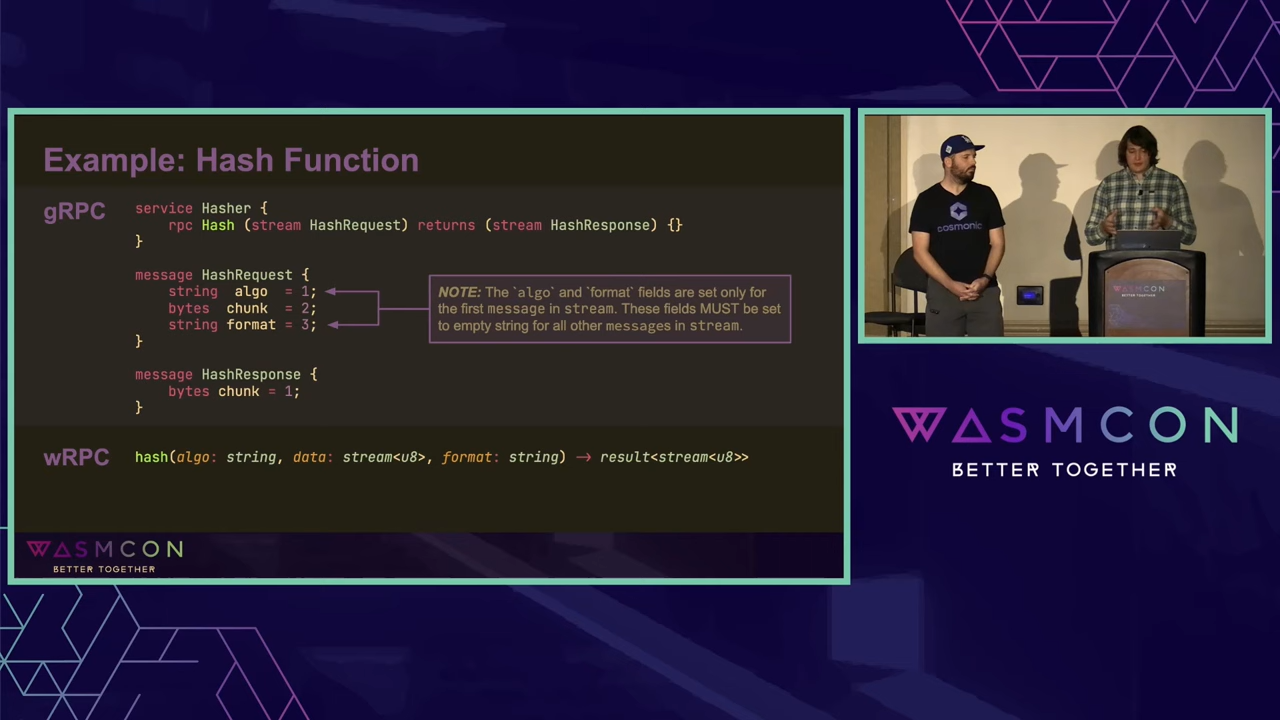 Example: Hash Function
gRPC
service Hasher {
rpc Hash (stream HashRequest) returns (stream HashResponse) {}
}
message HashRequest {
string algo = 1;
bytes chunk = 2;
string format = 3;
}
NOTE: The `algo` and `format` fields are set only for
the first message in stream. These fields MUST be set
to empty string for all other messages in stream.
message HashResponse {
bytes chunk = 1;
}
wRPC
hash(algo: string, data: stream<u8>, format: string) → result<stream<u8>>
WASMCON
BETTER TOGETHER
cosmonic
WASMCON
BETTER TOGETHER
WASMCON
BETTER TOGETHER